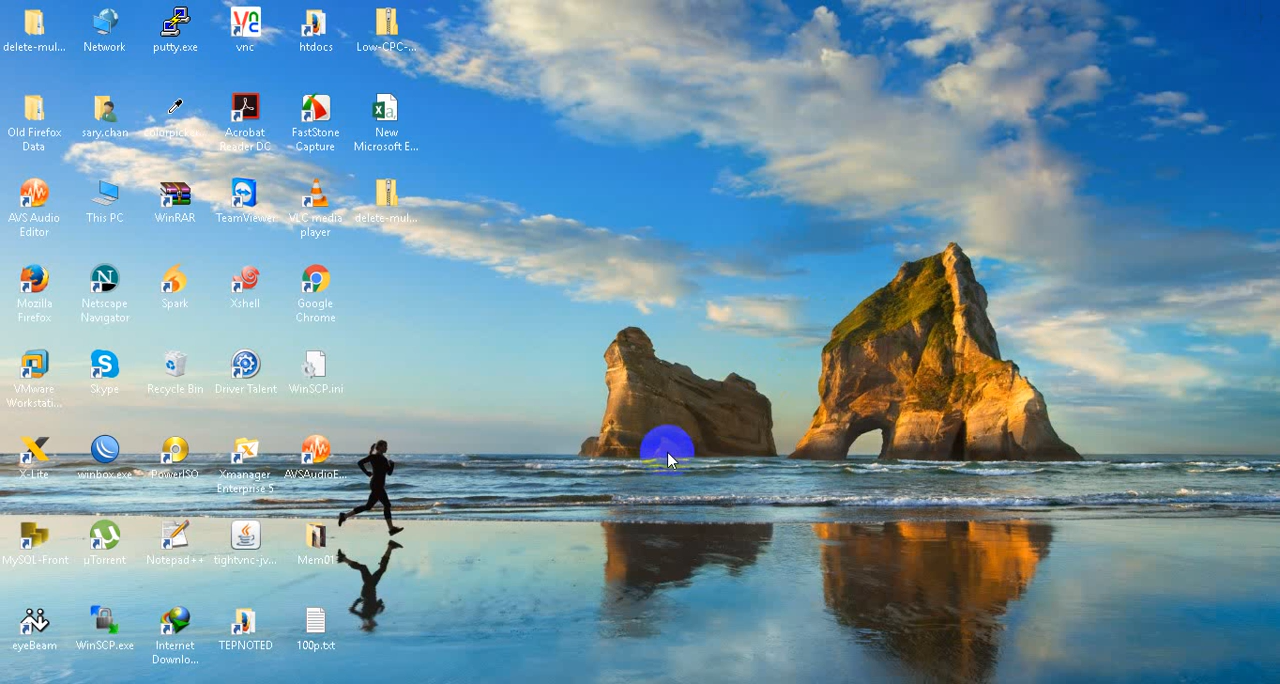 delete-mul...
Network
putty.exe
vnc
htdocs
Low-CPC-...
Old Firefox
Data
sary.chan
Acrobat
Reader DC
FastStone
Capture
New
Microsoft E...
AVS Audio
Editor
This PC
WinRAR
TeamViewer
VLC media
player
delete-mul...
Mozilla
Firefox
Netscape
Navigator
Spark
Xshell
Google
Chrome
VMware
Workstati...
Skype
Recycle Bin
Driver Talent
WinSCP.ini
X-Lite
winbox.exe
PowerISO
Xmanager
Enterprise 5
AVSAudioE...
MySQL-Front
uTorrent
Notepad++
tightvnc-jv...
Mem01
eyeBeam
WinSCP.exe
Internet
Downlo...
TEPNOTED
100p.txt